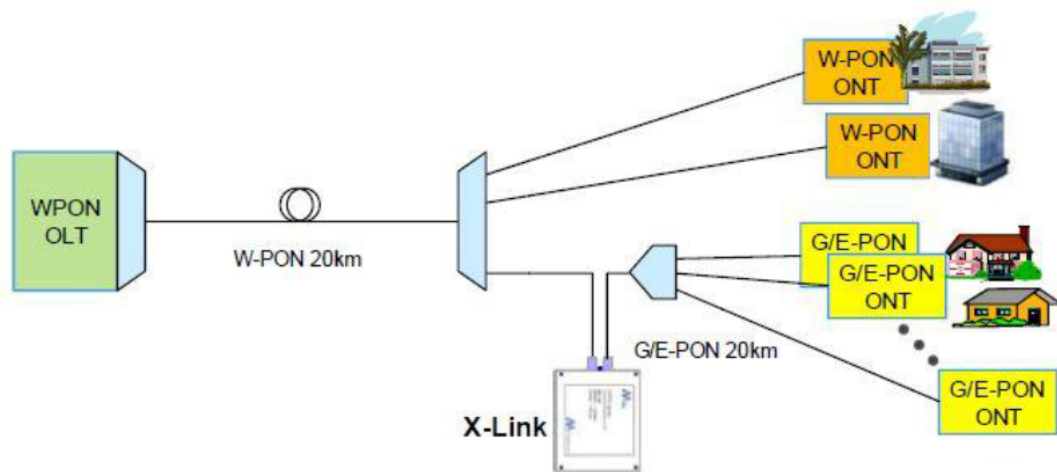 WPON
OLT
W-PON 20km
W-PON
ONT
W-PON
ONT
G/E-PON
G/E-PON
ONT
G/E-PON 20km
G/E-PON
ONT
X-Link